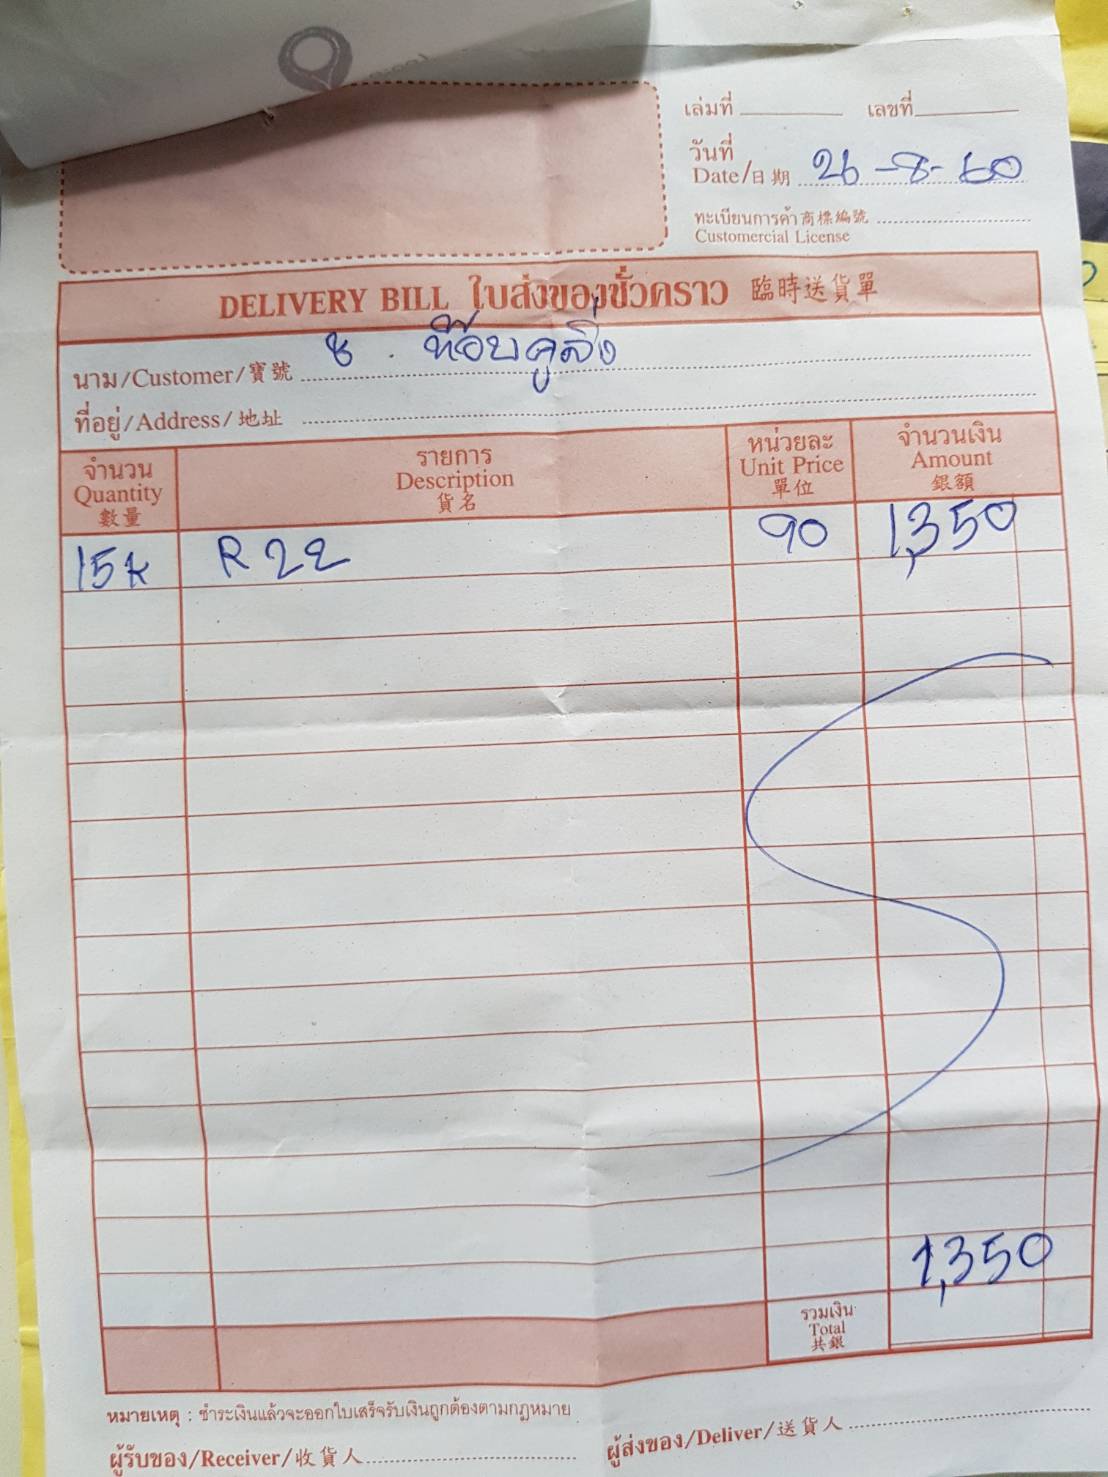 เล่มที่ เลขที่
วันที่
Date/日期 26-8-60
ทะเบียนการค้า商標編號
Customercial License
DELIVERY BILL ใบส่งของชั่วคราว 臨時送貨單
นาม/Customer/寶號 ท๊อบคูลิ่ง
ที่อยู่/Address/地址
จำนวน รายการ หน่วยละ จำนวนเงิน
Quantity Description Unit Price Amount
數量 貨名 單位 銀額
15k R22 90 1,350
1,350
รวมเงิน
Total
共銀
หมายเหตุ : ชำระเงินแล้วจะออกใบเสร็จรับเงินถูกต้องตามกฎหมาย
ผู้รับของ/Receiver/收貨人 ผู้ส่งของ/Deliver/送貨人